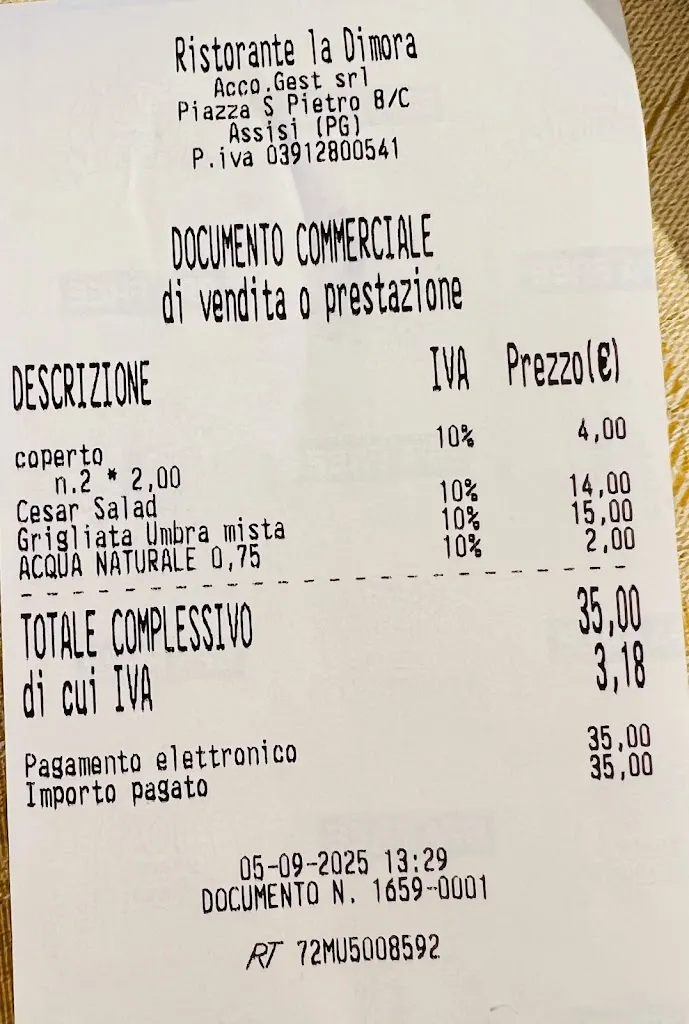 Ristorante la Dimora
Acco.Gest srl
Piazza S Pietro 8/C
Assisi (PG)
P.iva 03912800541
DOCUMENTO COMMERCIALE
di vendita o prestazione
DESCRIZIONE IVA Prezzo(€)
coperto 10% 4,00
n.2 * 2,00
Cesar Salad 10% 14,00
Grigliata Umbra mista 10% 15,00
ACQUA NATURALE 0,75 10% 2,00
TOTALE COMPLESSIVO 35,00
di cui IVA 3,18
Pagamento elettronico 35,00
Importo pagato 35,00
05-09-2025 13:29
DOCUMENTO N. 1659-0001
RT 72MU5008592